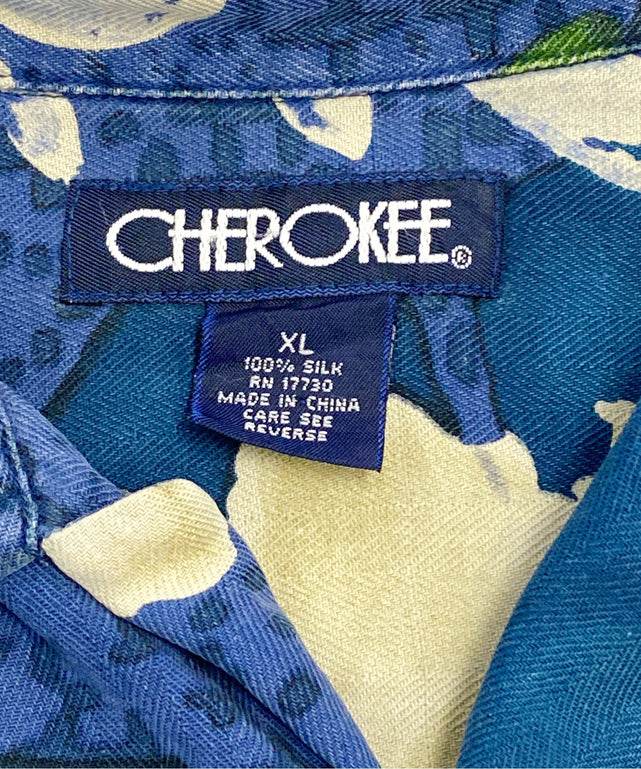 CHEROKEE®
XL
100% SILK
RN 17730
MADE IN CHINA
CARE SEE
REVERSE